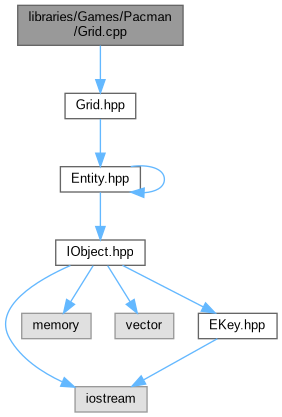 libraries/Games/Pacman
/Grid.cpp
Grid.hpp
Entity.hpp
IObject.hpp
memory
vector
EKey.hpp
iostream